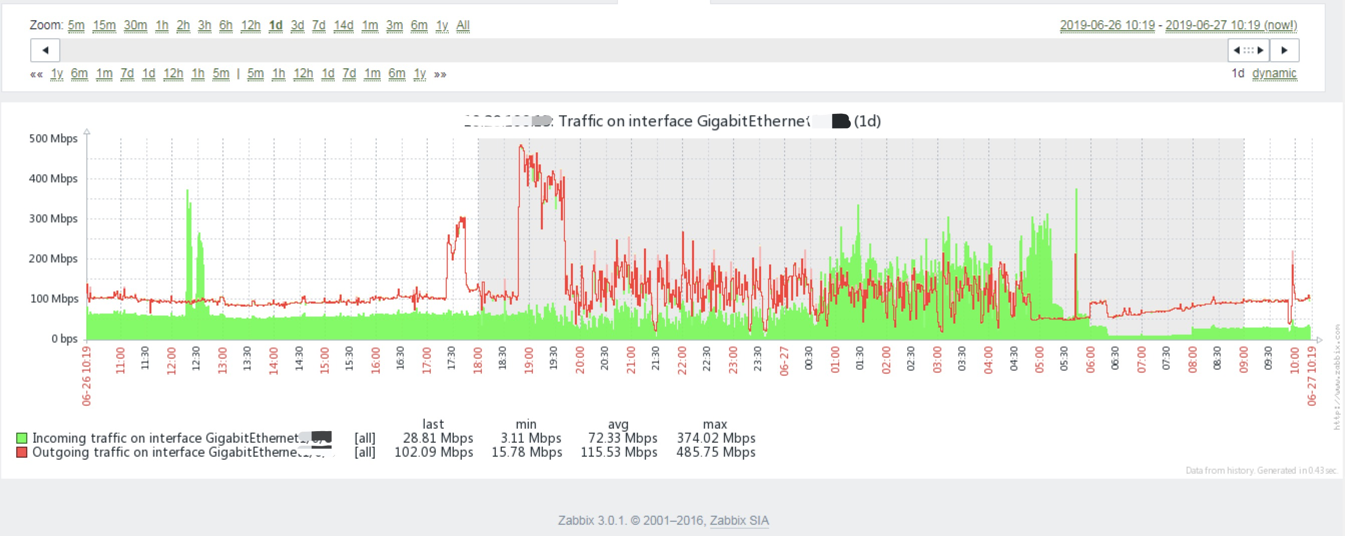 Zoom: 5m 15m 30m 1h 2h 3h 6h 12h 1d 3d 7d 14d 1m 3m 6m 1y All
2019-06-26 10:19 - 2019-06-27 10:19 (now!)
«« 1y 6m 1m 7d 1d 12h 1h 5m | 5m 1h 12h 1d 7d 1m 6m 1y »»
1d dynamic
: Traffic on interface GigabitEthernet (1d)
500 Mbps
400 Mbps
300 Mbps
200 Mbps
100 Mbps
0 bps
06-26 10:19 11:00 11:30 12:00 12:30 13:00 13:30 14:00 14:30 15:00 15:30 16:00 16:30 17:00 17:30 18:00 18:30 19:00 19:30 20:00 20:30 21:00 21:30 22:00 22:30 23:00 23:30 06-27 00:30 01:00 01:30 02:00 02:30 03:00 03:30 04:00 04:30 05:00 05:30 06:00 06:30 07:00 07:30 08:00 08:30 09:00 09:30 10:00 06-27 10:19
http://www.zabbix.com
last min avg max
Incoming traffic on interface GigabitEthernet [all] 28.81 Mbps 3.11 Mbps 72.33 Mbps 374.02 Mbps
Outgoing traffic on interface GigabitEthernet [all] 102.09 Mbps 15.78 Mbps 115.53 Mbps 485.75 Mbps
Data from history. Generated in 0.43 sec.
Zabbix 3.0.1. © 2001–2016, Zabbix SIA